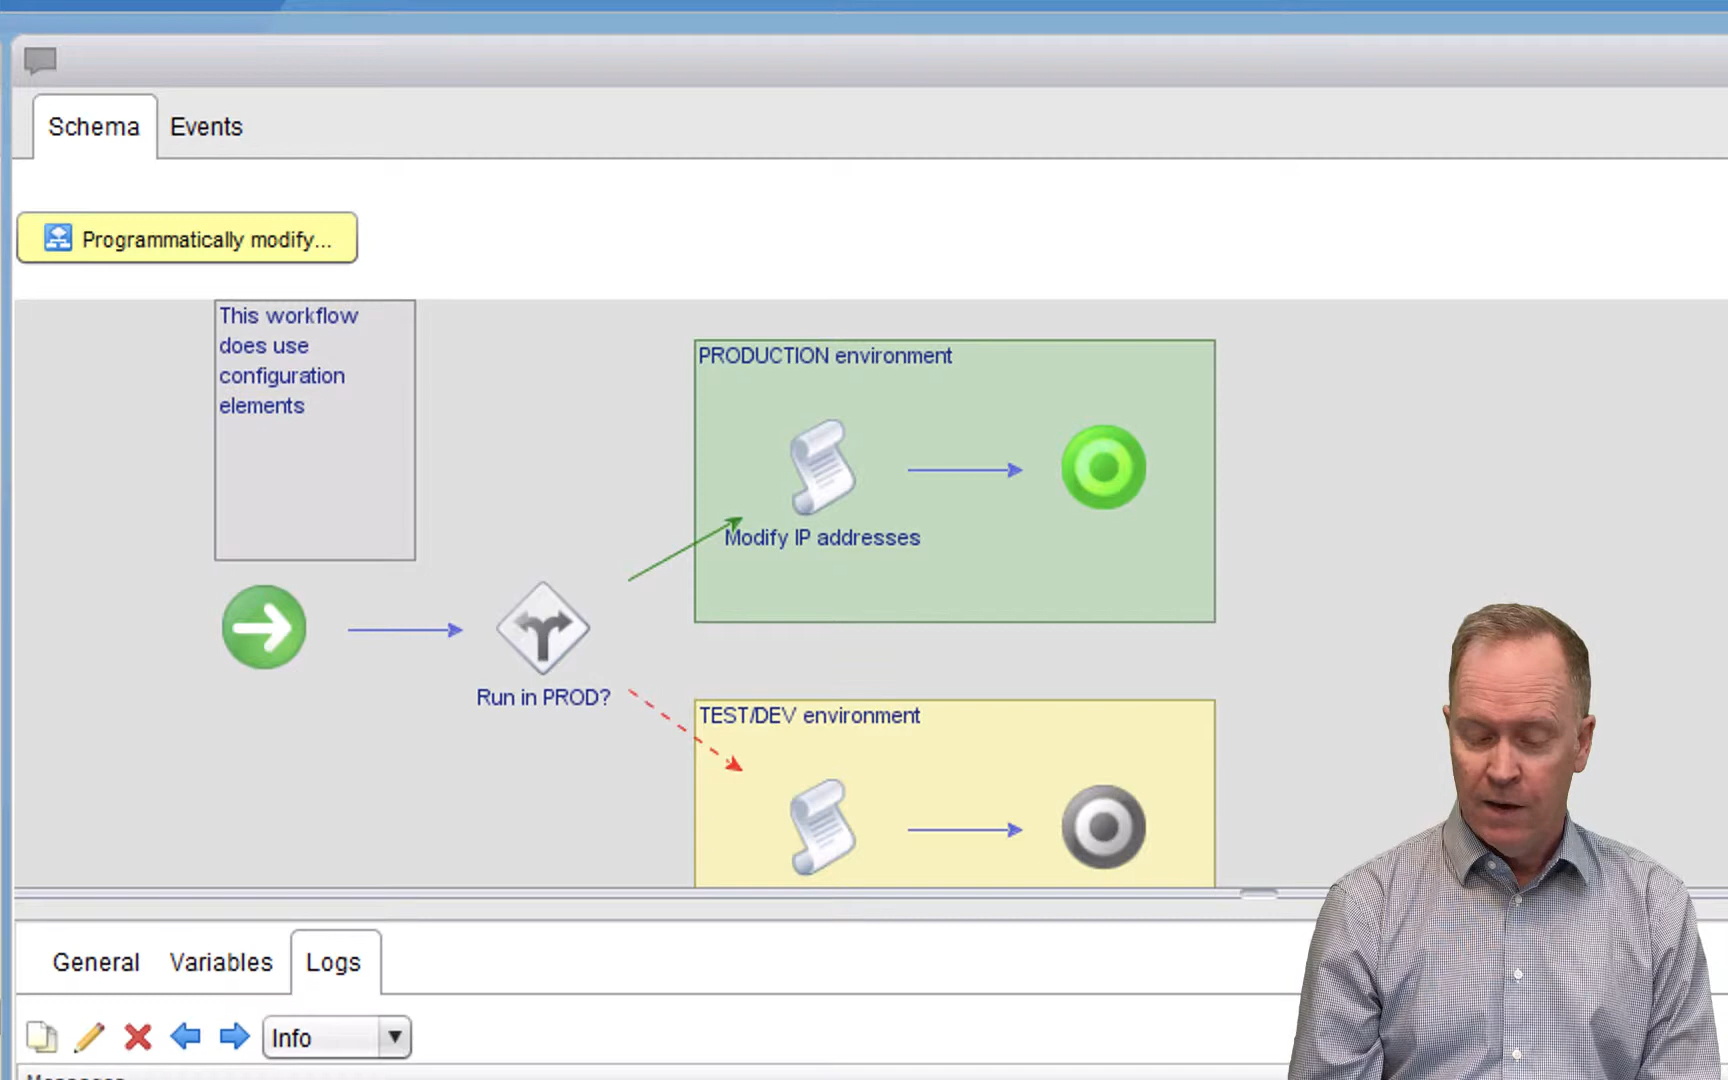 Schema Events
Programmatically modify...
This workflow
does use
configuration
elements
PRODUCTION environment
Modify IP addresses
Run in PROD?
TEST/DEV environment
General Variables Logs
Info